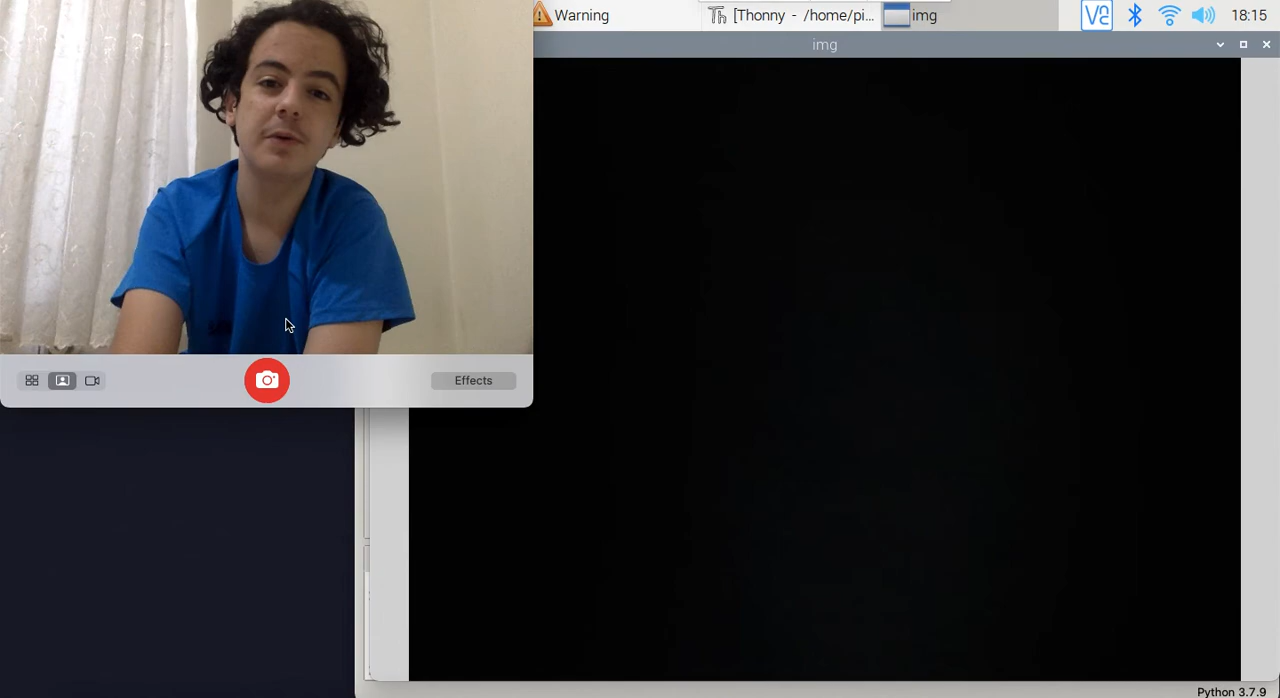 Warning
[Thonny - /home/pi...
img
18:15
img
Effects
Python 3.7.9